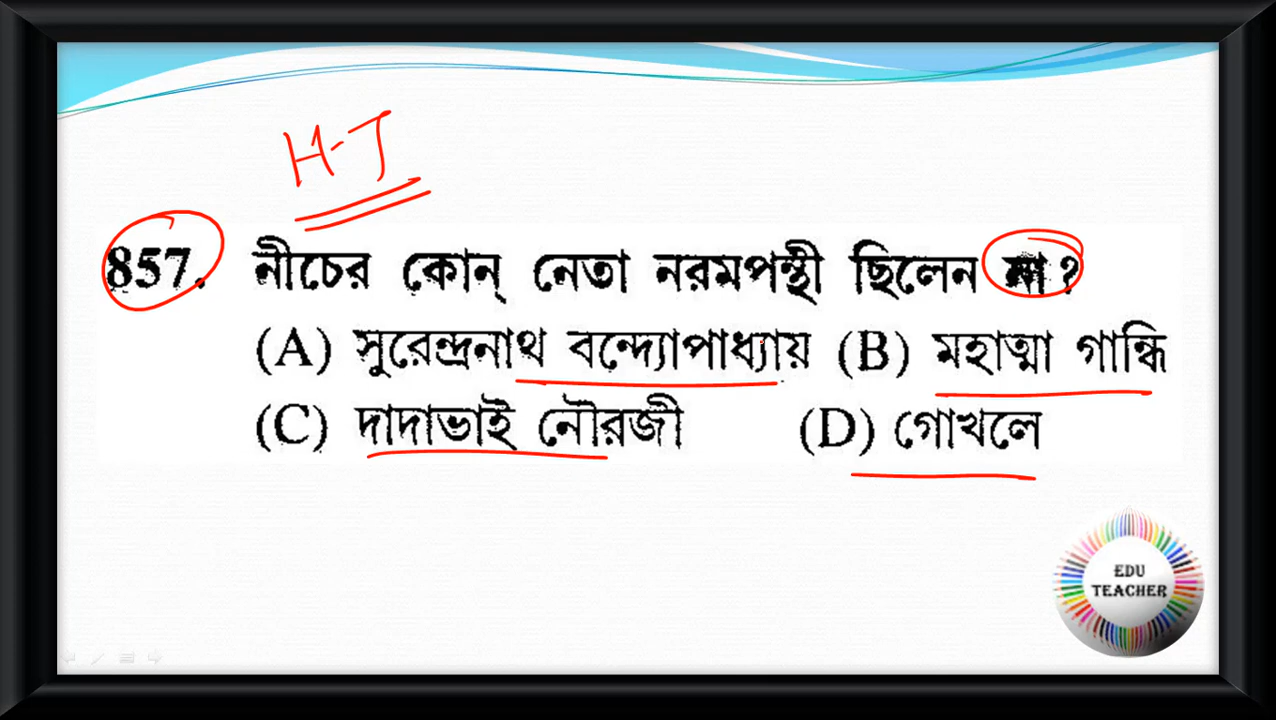 H-T
857. নীচের কোন্ নেতা নরমপন্থী ছিলেন না?
(A) সুরেন্দ্রনাথ বন্দ্যোপাধ্যায় (B) মহাত্মা গান্ধি
(C) দাদাভাই নৌরজী (D) গোখলে
EDU
TEACHER